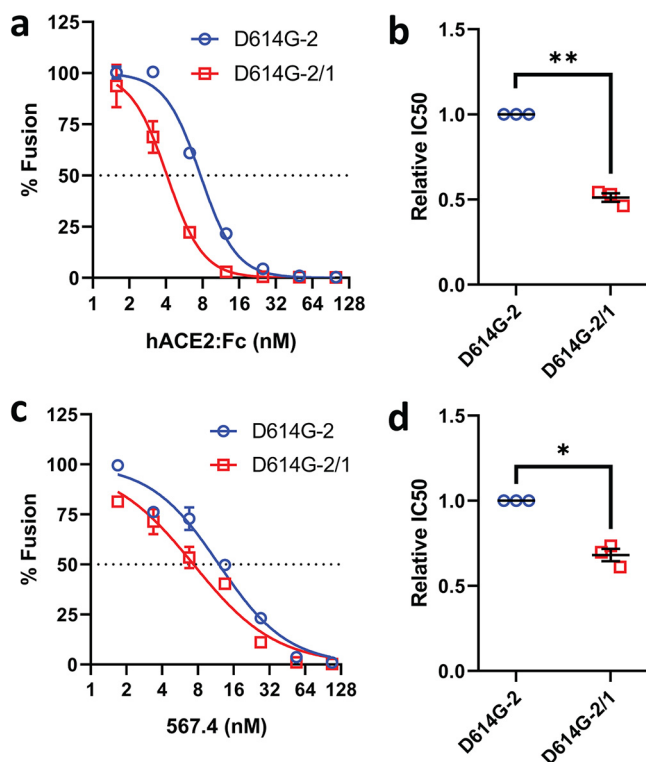 a
D614G-2
D614G-2/1
125
100
75
50
25
0
% Fusion
1 2 4 8 16 32 64 128
hACE2:Fc (nM)
b
1.5
1.0
0.5
0.0
Relative IC50
**
D614G-2
D614G-2/1
c
D614G-2
D614G-2/1
125
100
75
50
25
0
% Fusion
1 2 4 8 16 32 64 128
567.4 (nM)
d
1.5
1.0
0.5
0.0
Relative IC50
*
D614G-2
D614G-2/1